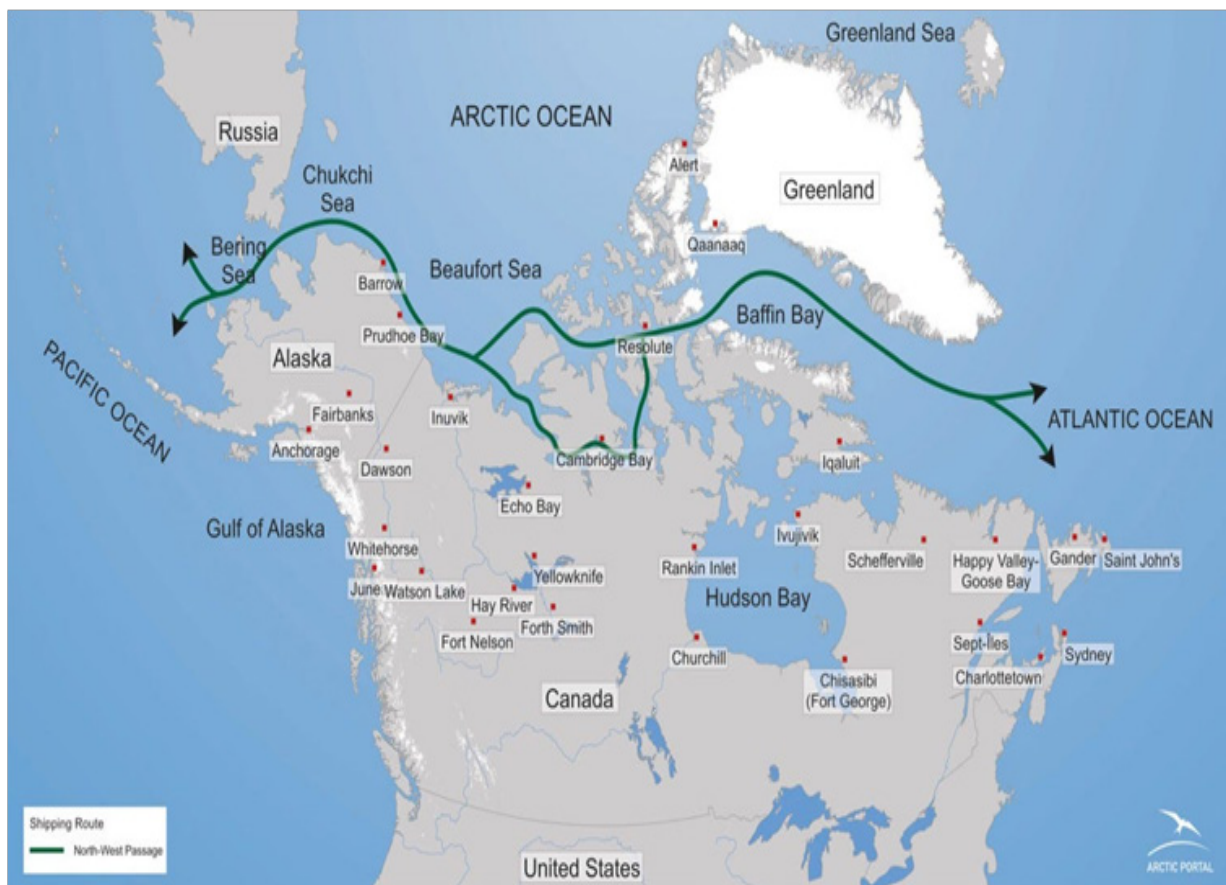 Greenland Sea
ARCTIC OCEAN
Russia
Alert
Chukchi
Sea
Greenland
Qaanaaq
Bering
Sea
Barrow
Beaufort Sea
Baffin Bay
Prudhoe Bay
Resolute
PACIFIC OCEAN
Alaska
Inuvik
Fairbanks
ATLANTIC OCEAN
Anchorage
Dawson
Cambridge Bay
Iqaluit
Echo Bay
Gulf of Alaska
Whitehorse
Ivujivik
Rankin Inlet
Schefferville
Happy Valley-
Goose Bay
Gander
Saint John's
June
Watson Lake
Yellowknife
Hay River
Forth Smith
Hudson Bay
Fort Nelson
Churchill
Sept-Îles
Sydney
Charlottetown
Chisasibi
(Fort George)
Canada
Shipping Route
North-West Passage
United States
ARCTIC PORTAL